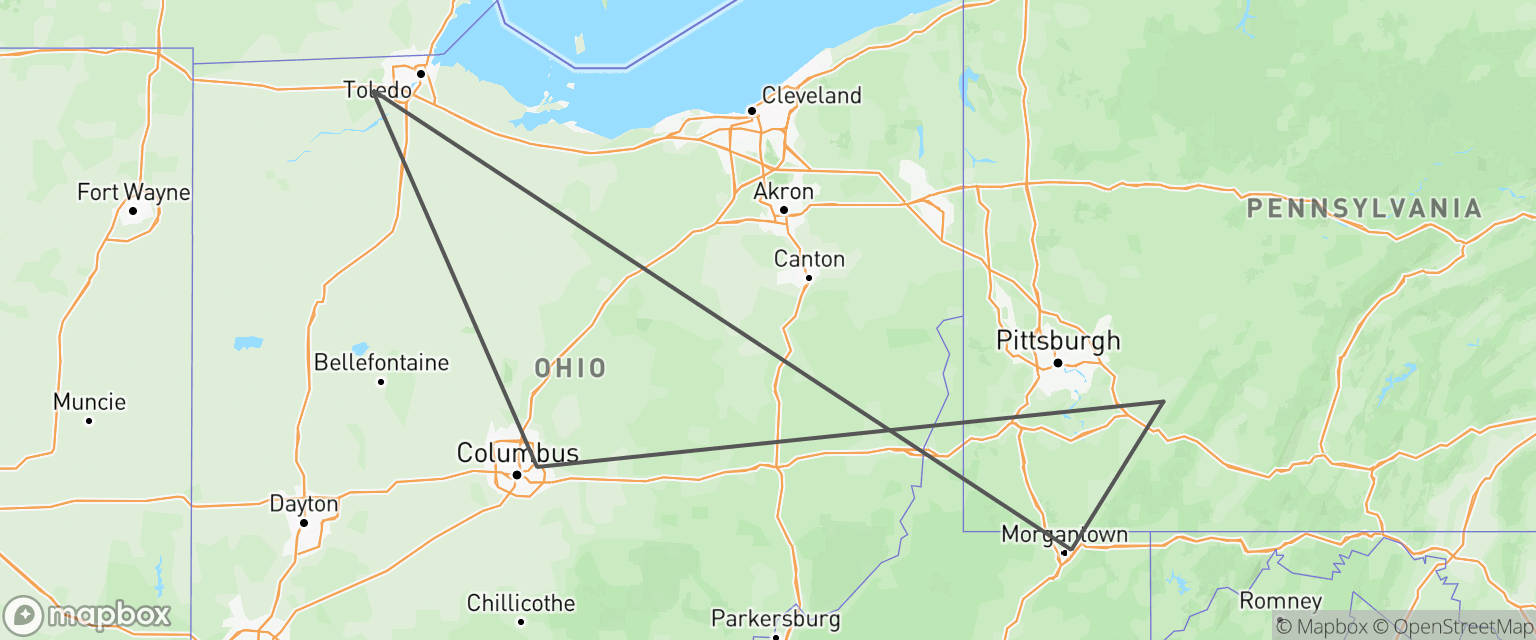 Toledo
Cleveland
Fort Wayne
Akron
PENNSYLVANIA
Canton
Pittsburgh
Bellefontaine
OHIO
Muncie
Columbus
Dayton
Morgantown
Chillicothe
Romney
Parkersburg
mapbox
© Mapbox © OpenStreetMap